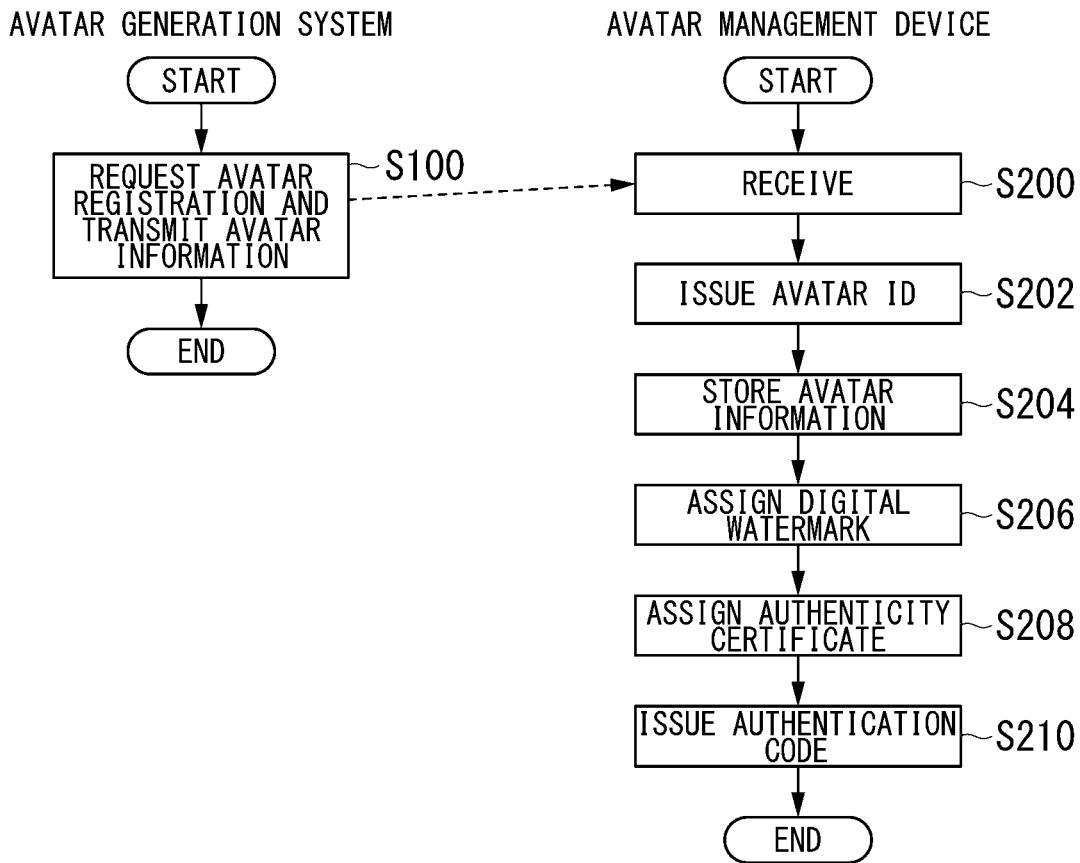 AVATAR GENERATION SYSTEM
START
REQUEST AVATAR
REGISTRATION AND
TRANSMIT AVATAR
INFORMATION
S100
END
AVATAR MANAGEMENT DEVICE
START
RECEIVE
S200
ISSUE AVATAR ID
S202
STORE AVATAR
INFORMATION
S204
ASSIGN DIGITAL
WATERMARK
S206
ASSIGN AUTHENTICITY
CERTIFICATE
S208
ISSUE AUTHENTICATION
CODE
S210
END